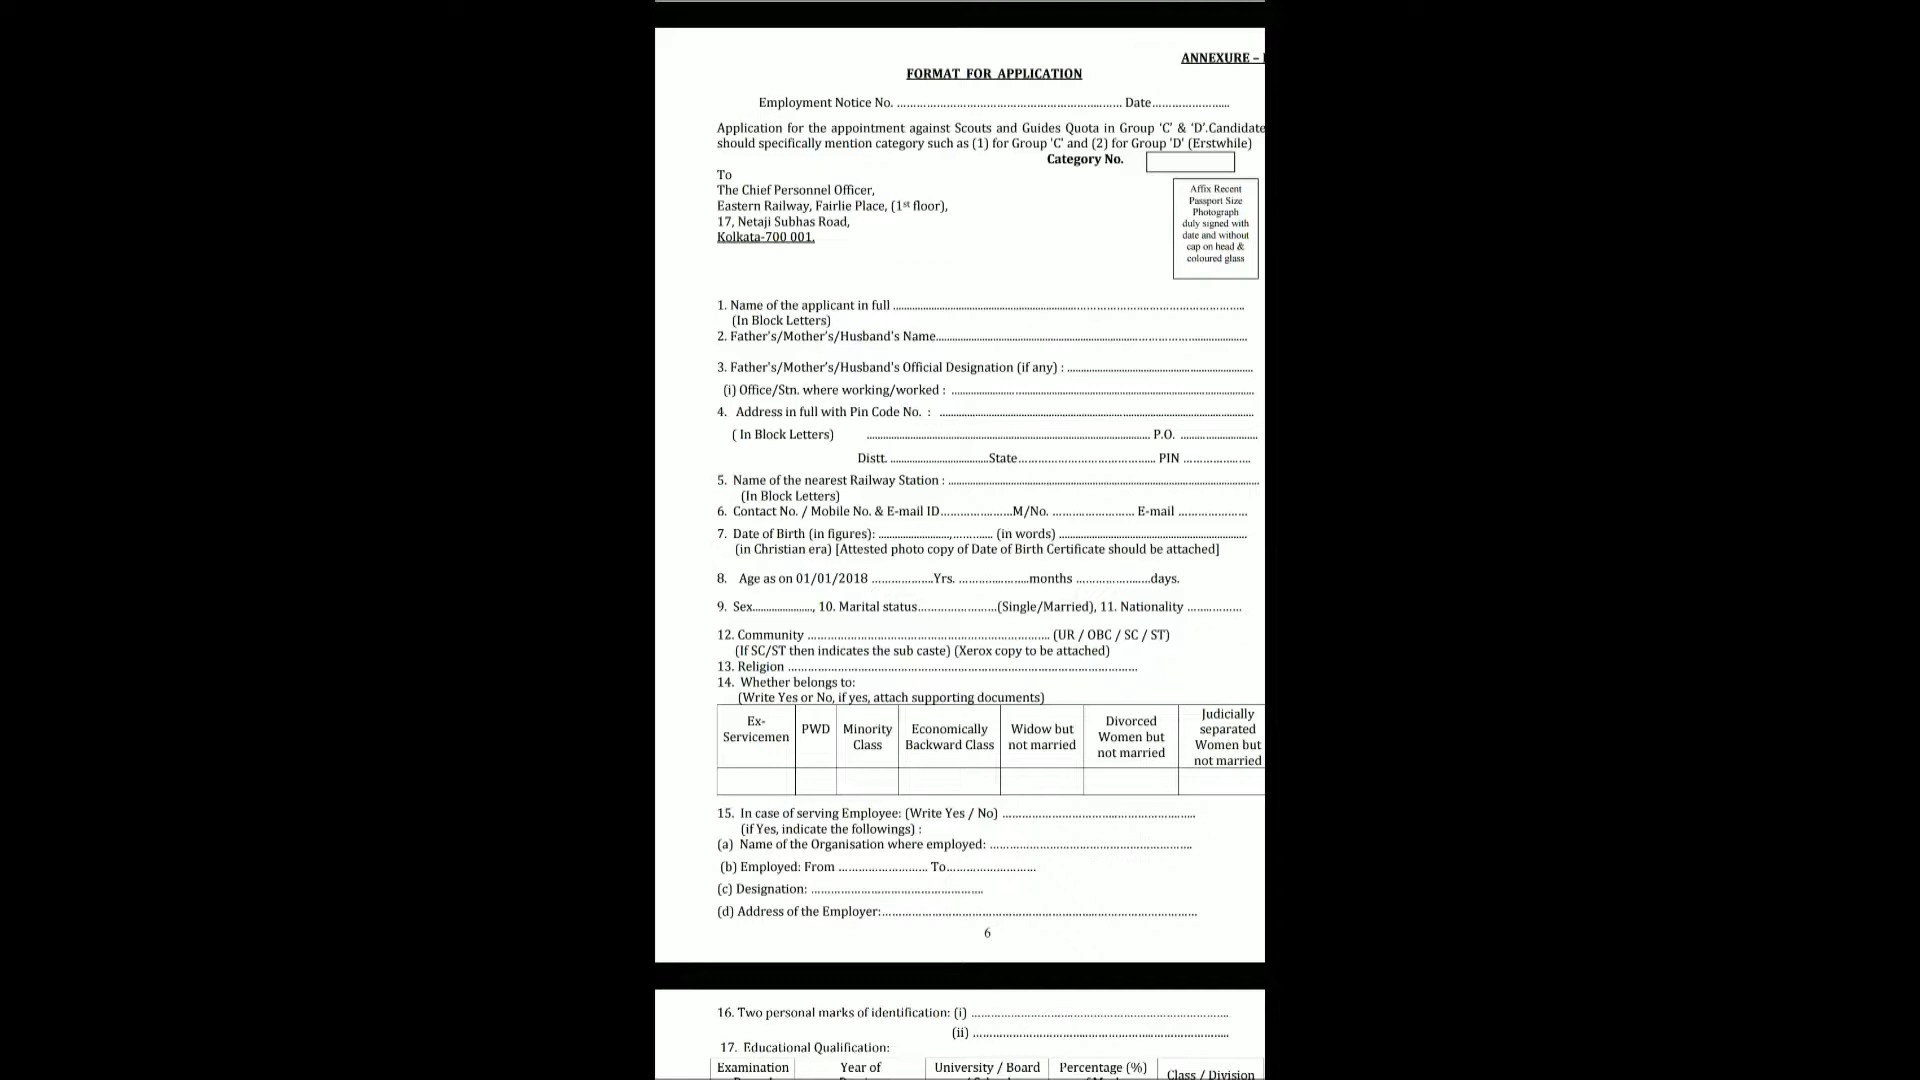 ANNEXURE –
FORMAT FOR APPLICATION
Employment Notice No. ........................................................................ Date.........................
Application for the appointment against Scouts and Guides Quota in Group 'C' & 'D'.Candidate
should specifically mention category such as (1) for Group 'C' and (2) for Group 'D' (Erstwhile)
Category No.
To
The Chief Personnel Officer,
Eastern Railway, Fairlie Place, (1st floor),
17, Netaji Subhas Road,
Kolkata-700 001.
Affix Recent
Passport Size
Photograph
duly signed with
date and without
cap on head &
coloured glass
1. Name of the applicant in full ........................................................................
(In Block Letters)
2. Father's/Mother's/Husband's Name........................................................................
3. Father's/Mother's/Husband's Official Designation (if any) : ........................................................
(i) Office/Stn. where working/worked : ........................................................................
4. Address in full with Pin Code No. : ........................................................................
( In Block Letters) ........................................................................ P.O. .........................
Distt. ................................State........................................... PIN .....................
5. Name of the nearest Railway Station : ........................................................................
(In Block Letters)
6. Contact No. / Mobile No. & E-mail ID.......................M/No. .......................... E-mail .....................
7. Date of Birth (in figures): ..................................... (in words) ........................................................
(in Christian era) [Attested photo copy of Date of Birth Certificate should be attached]
8. Age as on 01/01/2018 ...................Yrs. .....................months ......................days.
9. Sex....................., 10. Marital status........................(Single/Married), 11. Nationality ................
12. Community ........................................................................ (UR / OBC / SC / ST)
(If SC/ST then indicates the sub caste) (Xerox copy to be attached)
13. Religion ........................................................................
14. Whether belongs to:
(Write Yes or No, if yes, attach supporting documents)
Ex-
Servicemen
PWD
Minority
Class
Economically
Backward Class
Widow but
not married
Divorced
Women but
not married
Judicially
separated
Women but
not married
15. In case of serving Employee: (Write Yes / No) ........................................................
(if Yes, indicate the followings) :
(a) Name of the Organisation where employed: ............................................................
(b) Employed: From ........................... To...........................
(c) Designation: ...................................................
(d) Address of the Employer:........................................................................
6
16. Two personal marks of identification: (i) ........................................................................
(ii) ........................................................................
17. Educational Qualification:
Examination
Year of
University / Board
Percentage (%)
Class / Division